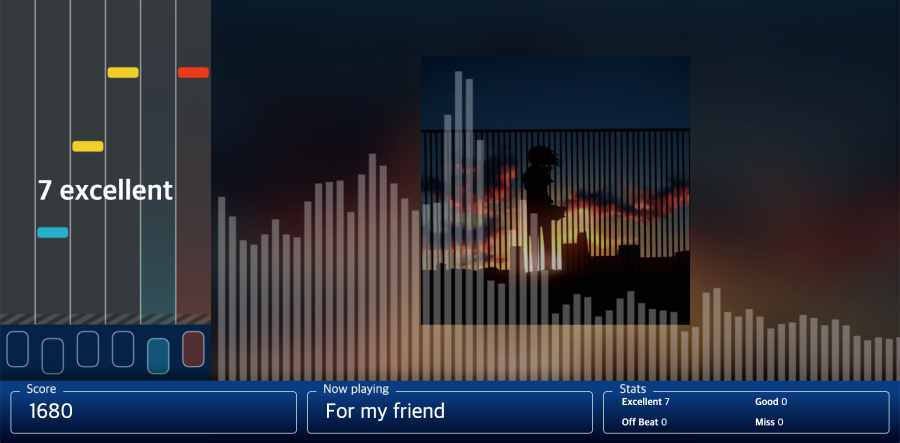 7 excellent
Score
1680
Now playing
For my friend
Stats
Excellent 7
Good 0
Off Beat 0
Miss 0